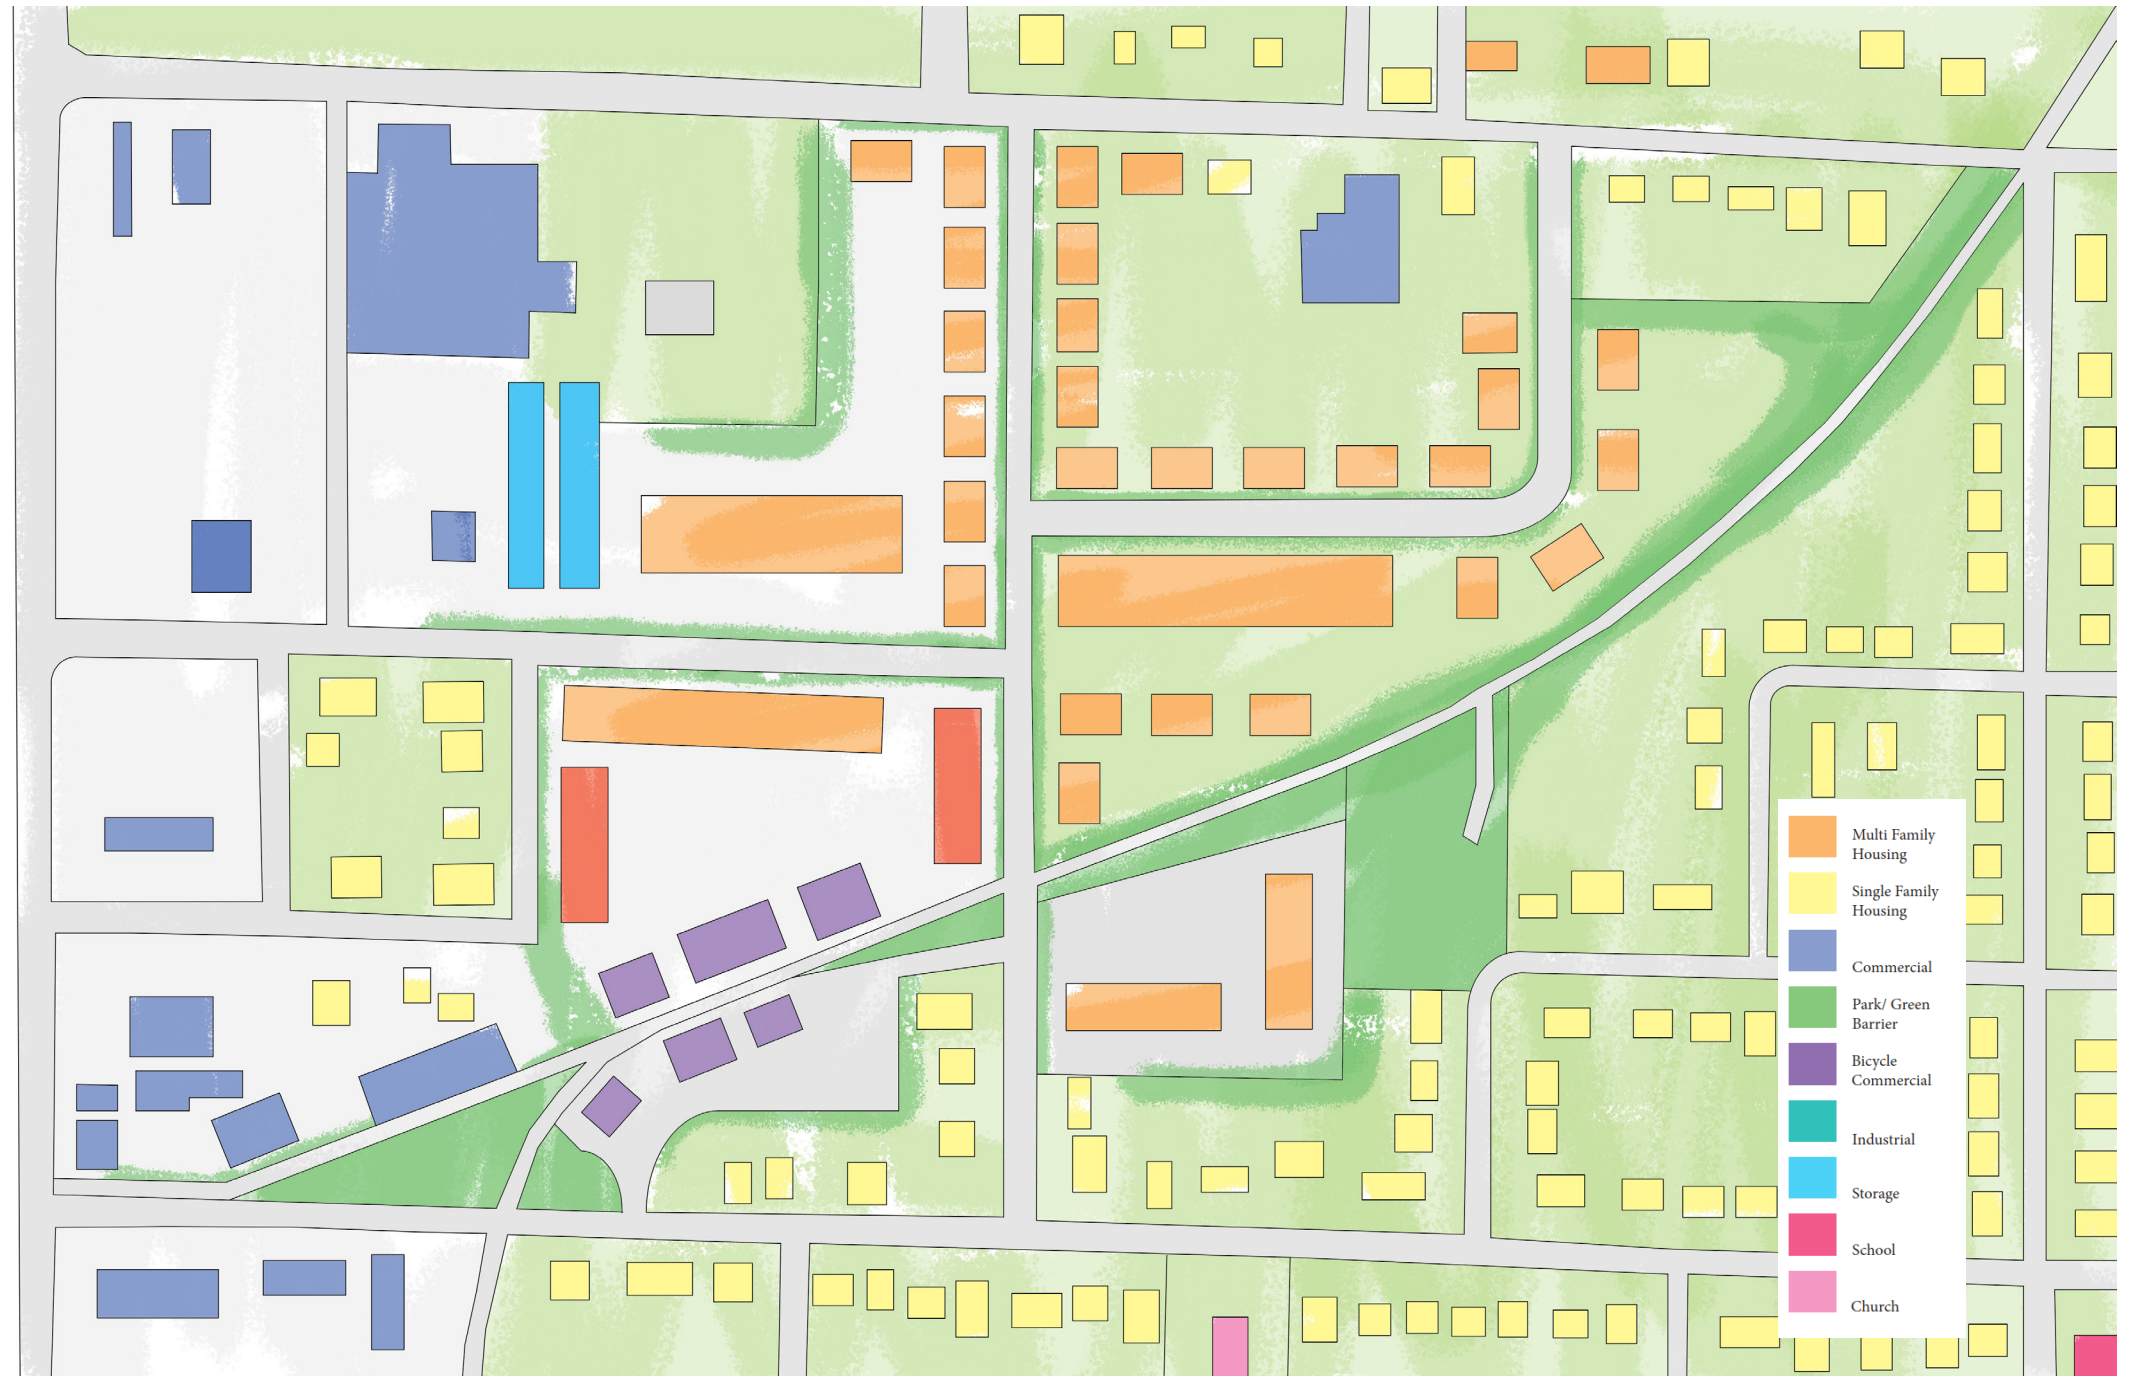 Multi Family
Housing
Single Family
Housing
Commercial
Park/ Green
Barrier
Bicycle
Commercial
Industrial
Storage
School
Church